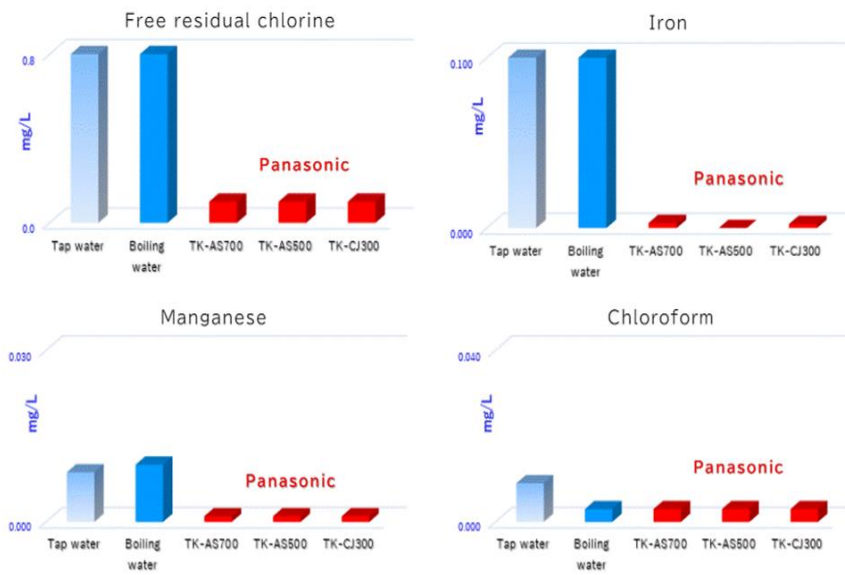 Free residual chlorine
0.8
mg/L
Panasonic
0.0
Tap water
Boiling
water
TK-AS700
TK-AS500
TK-CJ300
Iron
0.100
mg/L
Panasonic
0.000
Tap water
Boiling
water
TK-AS700
TK-AS500
TK-CJ300
Manganese
0.030
mg/L
Panasonic
0.000
Tap water
Boiling
water
TK-AS700
TK-AS500
TK-CJ300
Chloroform
0.040
mg/L
Panasonic
0.000
Tap water
Boiling
water
TK-AS700
TK-AS500
TK-CJ300